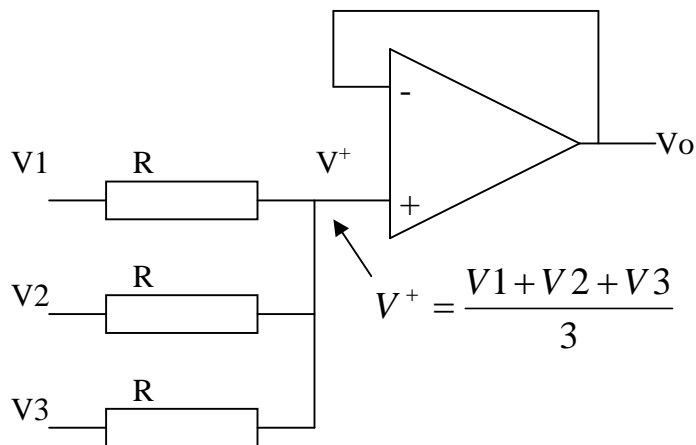 -
Vo
V1 R V⁺
+
V2 R
V⁺ = (V1+V2+V3)/3
V3 R